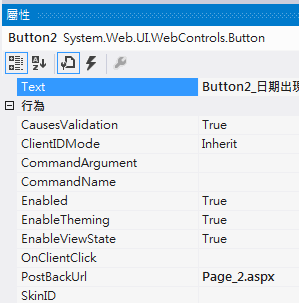 屬性
Button2 System.Web.UI.WebControls.Button
Text Button2_日期出現
行為
CausesValidation True
ClientIDMode Inherit
CommandArgument
CommandName
Enabled True
EnableTheming True
EnableViewState True
OnClientClick
PostBackUrl Page_2.aspx
SkinID